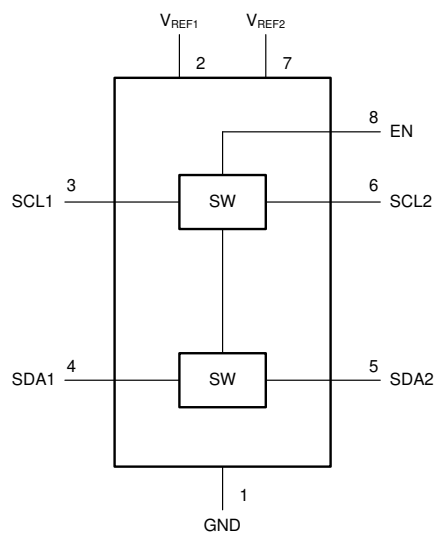 VREF1 VREF2
2 7
8
EN
3 6
SCL1 SW SCL2
4 5
SDA1 SW SDA2
1
GND